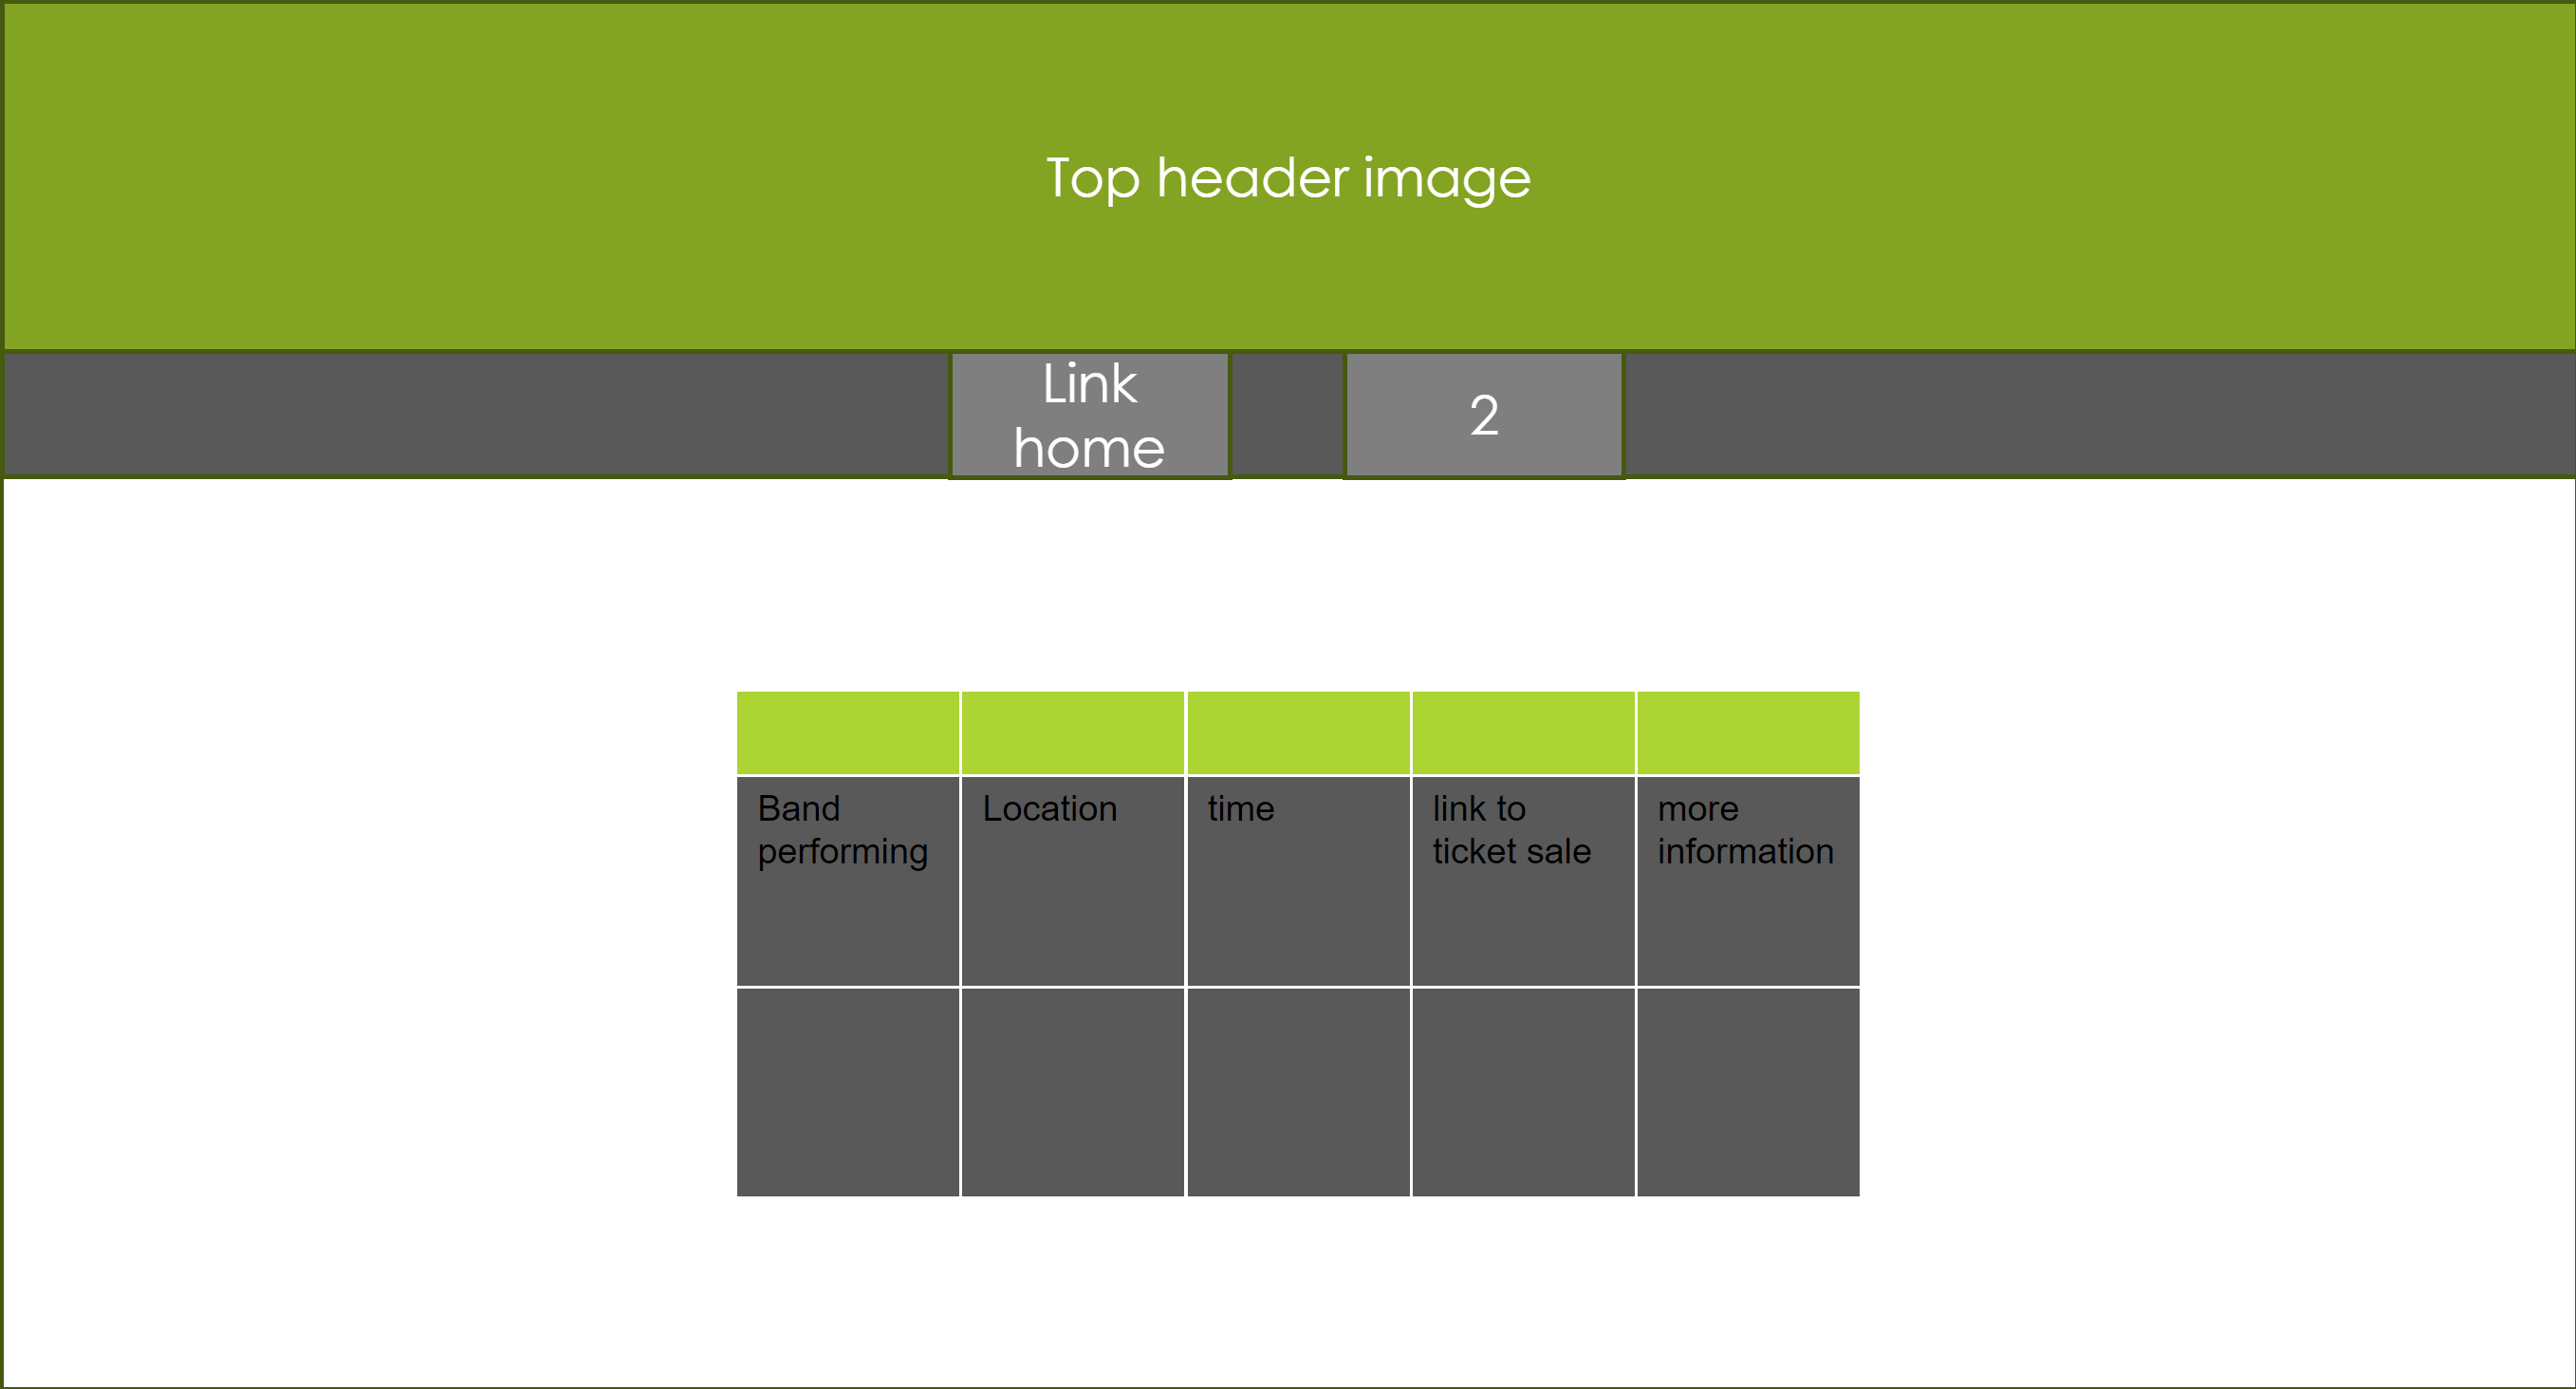 Top header image
Link
home
2
Band
performing
Location
time
link to
ticket sale
more
information